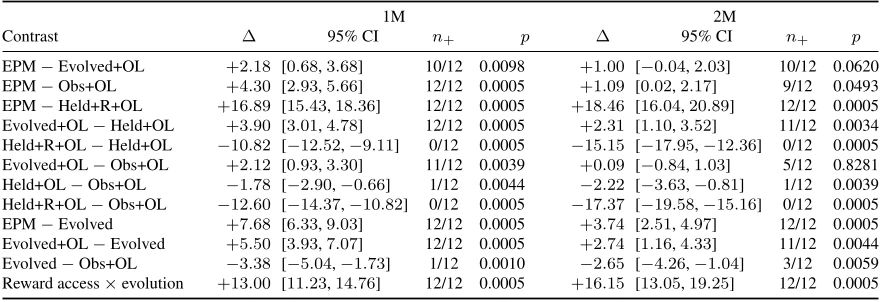 1M 2M
Contrast Δ 95% CI n+ p Δ 95% CI n+ p
EPM − Evolved+OL +2.18 [0.68, 3.68] 10/12 0.0098 +1.00 [−0.04, 2.03] 10/12 0.0620
EPM − Obs+OL +4.30 [2.93, 5.66] 12/12 0.0005 +1.09 [0.02, 2.17] 9/12 0.0493
EPM − Held+R+OL +16.89 [15.43, 18.36] 12/12 0.0005 +18.46 [16.04, 20.89] 12/12 0.0005
Evolved+OL − Held+OL +3.90 [3.01, 4.78] 12/12 0.0005 +2.31 [1.10, 3.52] 11/12 0.0034
Held+R+OL − Held+OL −10.82 [−12.52, −9.11] 0/12 0.0005 −15.15 [−17.95, −12.36] 0/12 0.0005
Evolved+OL − Obs+OL +2.12 [0.93, 3.30] 11/12 0.0039 +0.09 [−0.84, 1.03] 5/12 0.8281
Held+OL − Obs+OL −1.78 [−2.90, −0.66] 1/12 0.0044 −2.22 [−3.63, −0.81] 1/12 0.0039
Held+R+OL − Obs+OL −12.60 [−14.37, −10.82] 0/12 0.0005 −17.37 [−19.58, −15.16] 0/12 0.0005
EPM − Evolved +7.68 [6.33, 9.03] 12/12 0.0005 +3.74 [2.51, 4.97] 12/12 0.0005
Evolved+OL − Evolved +5.50 [3.93, 7.07] 12/12 0.0005 +2.74 [1.16, 4.33] 11/12 0.0044
Evolved − Obs+OL −3.38 [−5.04, −1.73] 1/12 0.0010 −2.65 [−4.26, −1.04] 3/12 0.0059
Reward access × evolution +13.00 [11.23, 14.76] 12/12 0.0005 +16.15 [13.05, 19.25] 12/12 0.0005